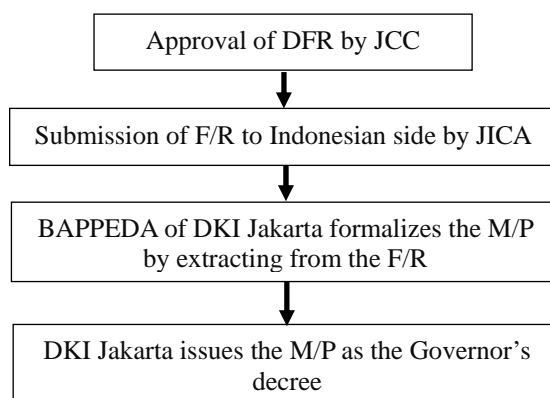 Approval of DFR by JCC
Submission of F/R to Indonesian side by JICA
BAPPEDA of DKI Jakarta formalizes the M/P
by extracting from the F/R
DKI Jakarta issues the M/P as the Governor’s
decree